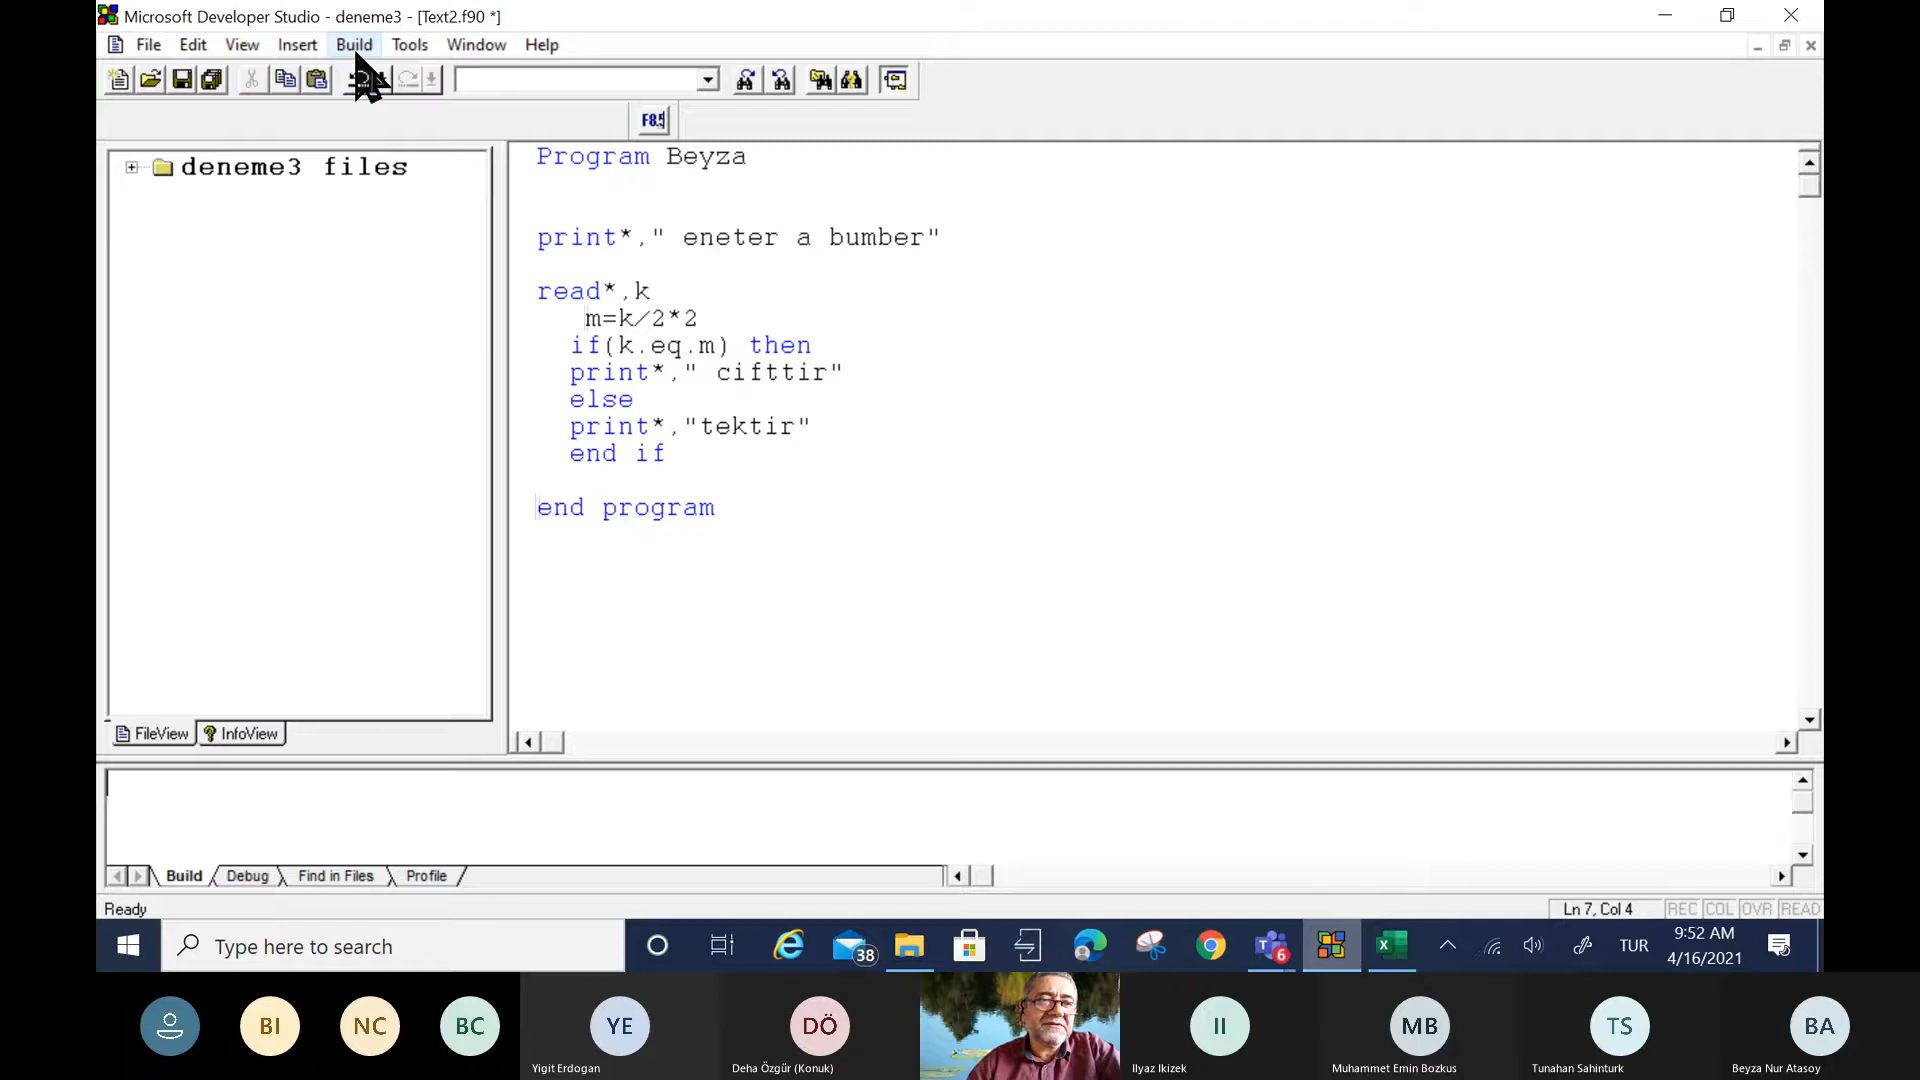 Microsoft Developer Studio - deneme3 - [Text2.f90 *]
File Edit View Insert Build Tools Window Help
F8.5
deneme3 files
Program Beyza
print*," eneter a bumber"
read*,k
m=k/2*2
if(k.eq.m) then
print*," cifttir"
else
print*,"tektir"
end if
end program
FileView InfoView
Build Debug Find in Files Profile
Ready
Ln 7, Col 4 REC COL OVR READ
Type here to search
38
6
TUR
9:52 AM
4/16/2021
BI NC BC YE DÖ II MB TS BA
Yigit Erdogan Deha Özgür (Konuk) Ilyaz Ikizek Muhammet Emin Bozkus Tunahan Sahinturk Beyza Nur Atasoy